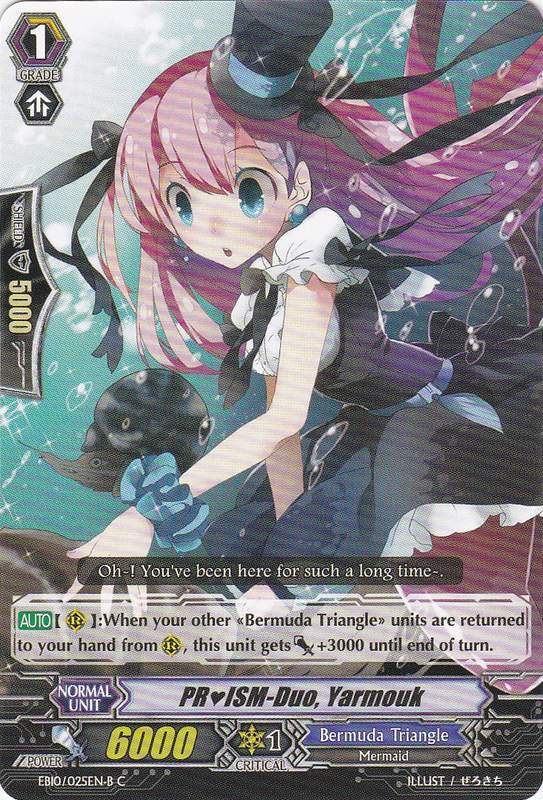 1
GRADE
SHIELD
5000
Oh-! You've been here for such a long time-.
AUTO【 R 】:When your other «Bermuda Triangle» units are returned
to your hand from R, this unit gets +3000 until end of turn.
NORMAL
UNIT
PR♥ISM-Duo, Yarmouk
POWER
6000
1
CRITICAL
Bermuda Triangle
Mermaid
EB10/025EN-B C
ILLUST / ぜろきち